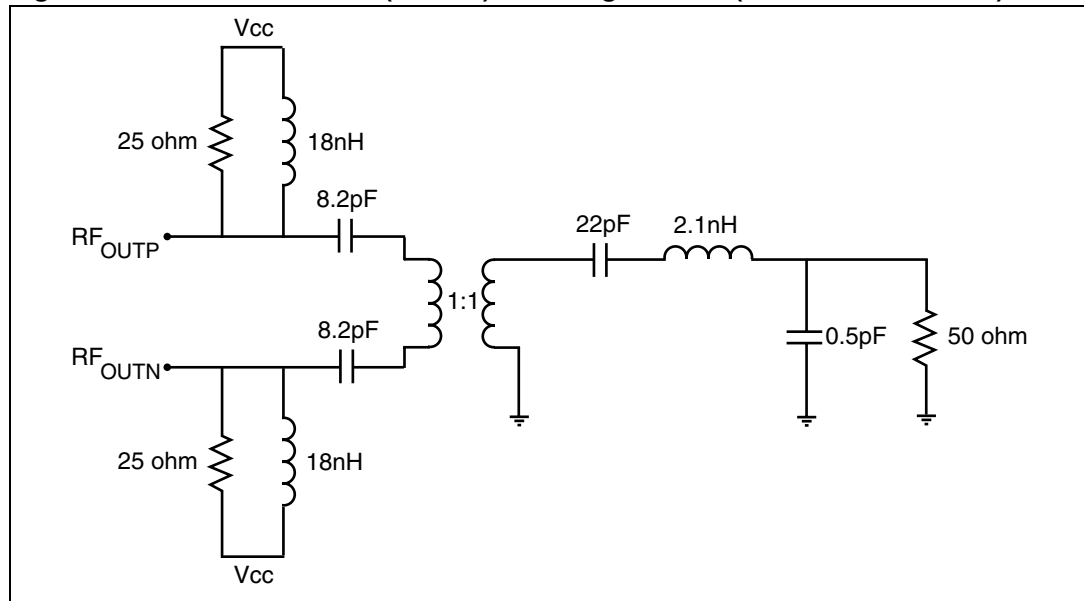 Vcc
25 ohm
18nH
8.2pF
RFOUTP
22pF
2.1nH
1:1
8.2pF
RFOUTN
0.5pF
50 ohm
25 ohm
18nH
Vcc